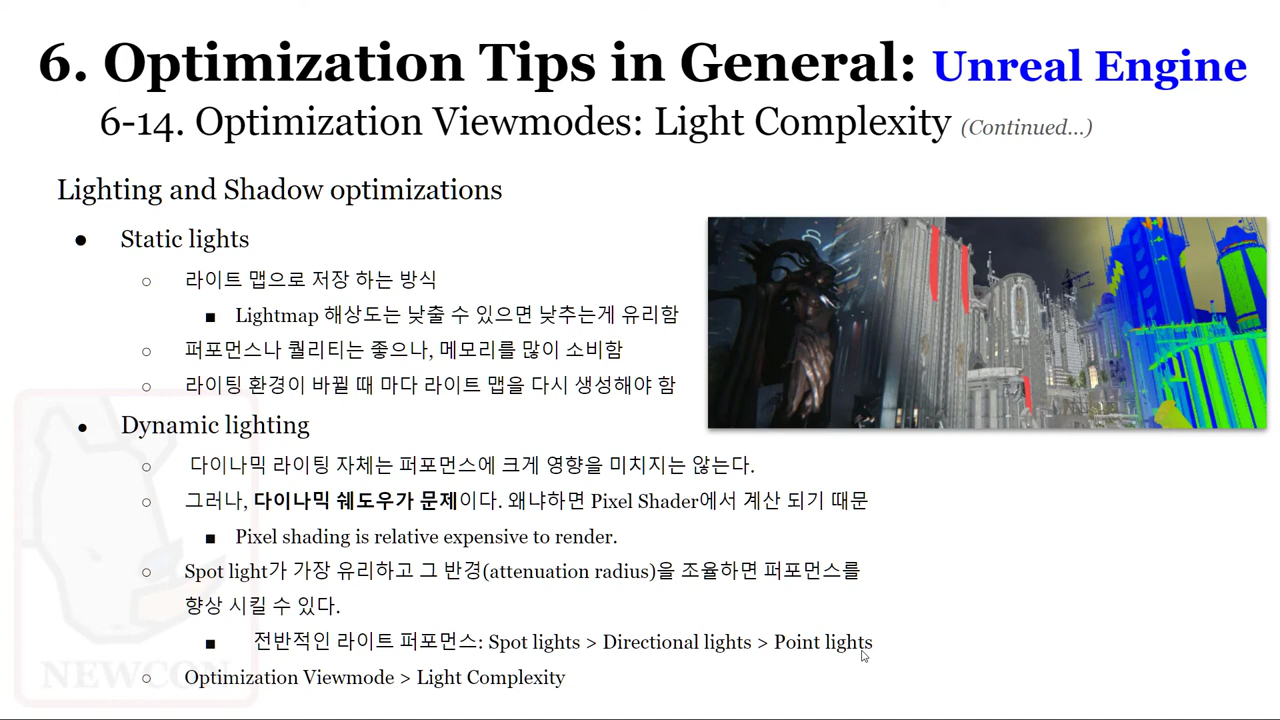 6. Optimization Tips in General: Unreal Engine
6-14. Optimization Viewmodes: Light Complexity (Continued...)
Lighting and Shadow optimizations
● Static lights
○ 라이트 맵으로 저장 하는 방식
■ Lightmap 해상도는 낮출 수 있으면 낮추는게 유리함
○ 퍼포먼스나 퀄리티는 좋으나, 메모리를 많이 소비함
○ 라이팅 환경이 바뀔 때 마다 라이트 맵을 다시 생성해야 함
● Dynamic lighting
○ 다이나믹 라이팅 자체는 퍼포먼스에 크게 영향을 미치지는 않는다.
○ 그러나, 다이나믹 쉐도우가 문제이다. 왜냐하면 Pixel Shader에서 계산 되기 때문
■ Pixel shading is relative expensive to render.
○ Spot light가 가장 유리하고 그 반경(attenuation radius)을 조율하면 퍼포먼스를
향상 시킬 수 있다.
■ 전반적인 라이트 퍼포먼스: Spot lights > Directional lights > Point lights
○ Optimization Viewmode > Light Complexity
NEWCON